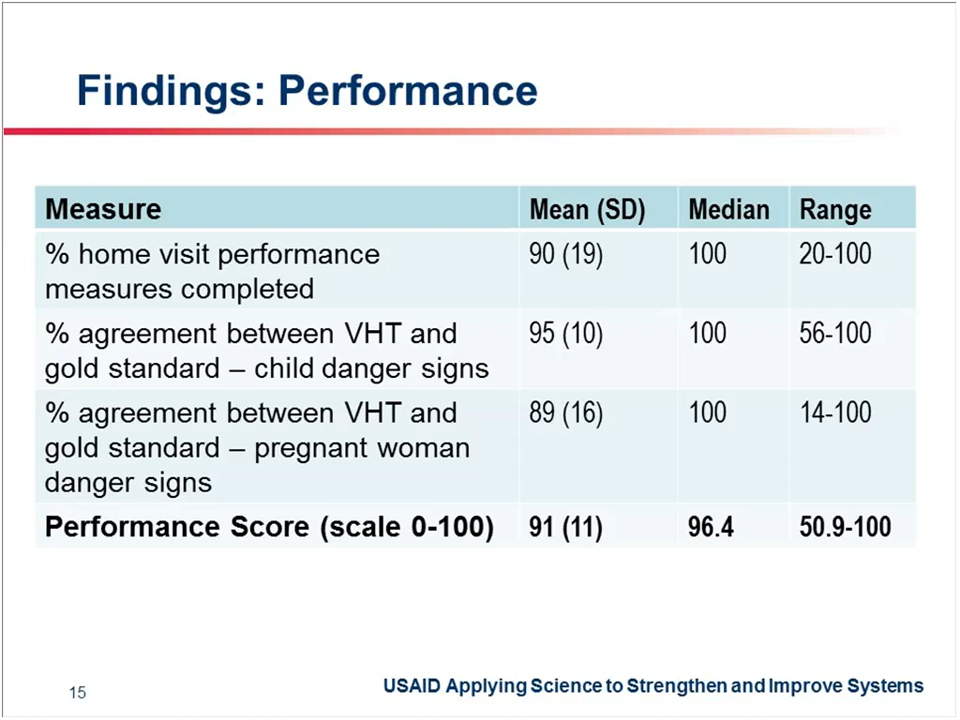 Findings: Performance
Measure Mean (SD) Median Range
% home visit performance 90 (19) 100 20-100
measures completed
% agreement between VHT and 95 (10) 100 56-100
gold standard – child danger signs
% agreement between VHT and 89 (16) 100 14-100
gold standard – pregnant woman
danger signs
Performance Score (scale 0-100) 91 (11) 96.4 50.9-100
15 USAID Applying Science to Strengthen and Improve Systems